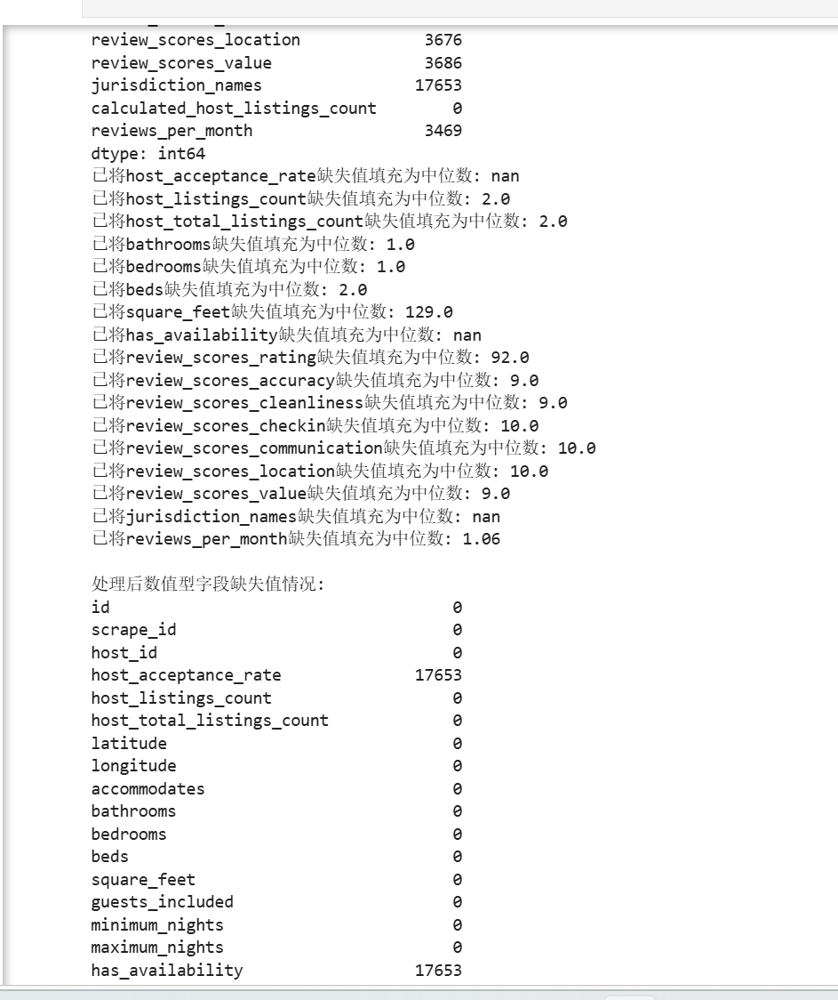 review_scores_location 3676
review_scores_value 3686
jurisdiction_names 17653
calculated_host_listings_count 0
reviews_per_month 3469
dtype: int64
已将host_acceptance_rate缺失值填充为中位数: nan
已将host_listings_count缺失值填充为中位数: 2.0
已将host_total_listings_count缺失值填充为中位数: 2.0
已将bathrooms缺失值填充为中位数: 1.0
已将bedrooms缺失值填充为中位数: 1.0
已将beds缺失值填充为中位数: 2.0
已将square_feet缺失值填充为中位数: 129.0
已将has_availability缺失值填充为中位数: nan
已将review_scores_rating缺失值填充为中位数: 92.0
已将review_scores_accuracy缺失值填充为中位数: 9.0
已将review_scores_cleanliness缺失值填充为中位数: 9.0
已将review_scores_checkin缺失值填充为中位数: 10.0
已将review_scores_communication缺失值填充为中位数: 10.0
已将review_scores_location缺失值填充为中位数: 10.0
已将review_scores_value缺失值填充为中位数: 9.0
已将jurisdiction_names缺失值填充为中位数: nan
已将reviews_per_month缺失值填充为中位数: 1.06
处理后数值型字段缺失值情况:
id 0
scrape_id 0
host_id 0
host_acceptance_rate 17653
host_listings_count 0
host_total_listings_count 0
latitude 0
longitude 0
accommodates 0
bathrooms 0
bedrooms 0
beds 0
square_feet 0
guests_included 0
minimum_nights 0
maximum_nights 0
has_availability 17653